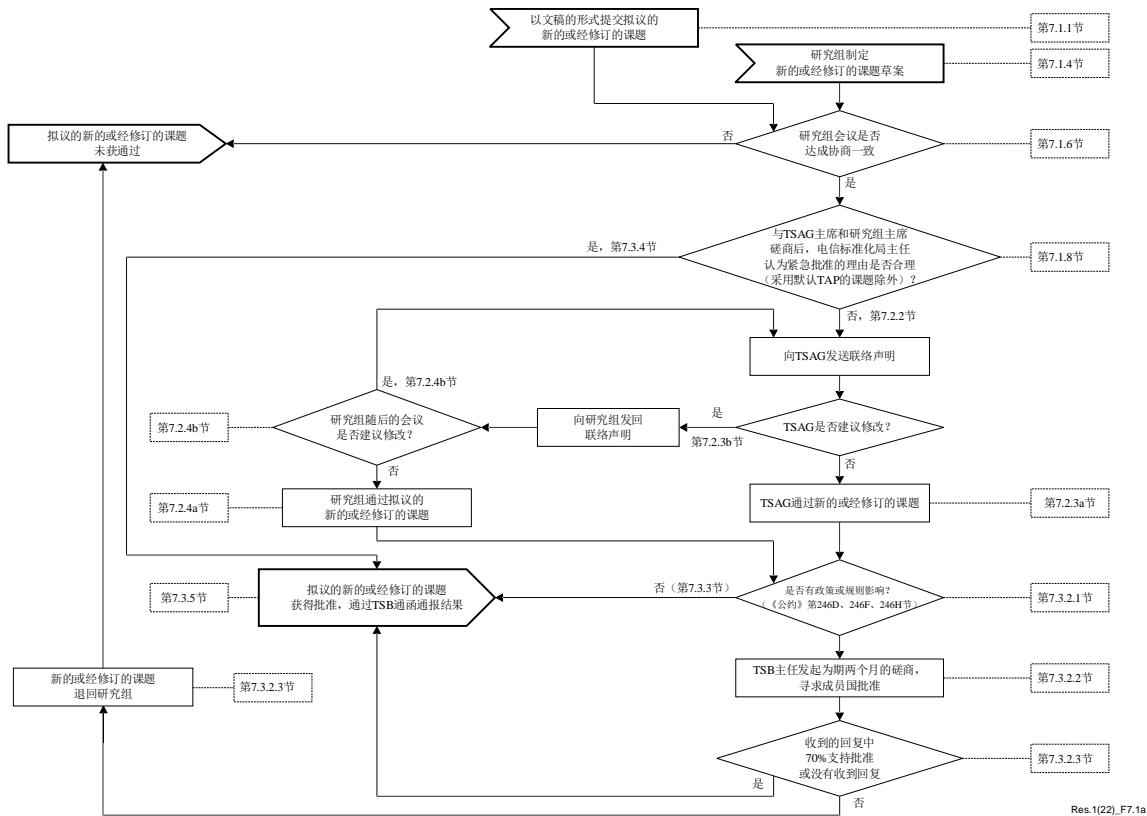 以文稿的形式提交拟议的
新的或经修订的课题
第7.1.1节
研究组制定
新的或经修订的课题草案
第7.1.4节
拟议的新的或经修订的课题
未获通过
否
研究组会议是否
达成协商一致
第7.1.6节
是
与TSAG主席和研究组主席
磋商后，电信标准化局主任
认为紧急批准的理由是否合理
（采用默认TAP的课题除外）？
是，第7.3.4节
第7.1.8节
否，第7.2.2节
向TSAG发送联络声明
是，第7.2.4b节
第7.2.4b节
研究组随后的会议
是否建议修改？
向研究组发回
联络声明
是
第7.2.3b节
TSAG是否建议修改？
否
否
第7.2.4a节
研究组通过拟议的
新的或经修订的课题
TSAG通过新的或经修订的课题
第7.2.3a节
第7.3.5节
拟议的新的或经修订的课题
获得批准，通过TSB通函通报结果
否（第7.3.3节）
是否有政策或规则影响？
（《公约》第246D、246F、246H节）
第7.3.2.1节
新的或经修订的课题
退回研究组
第7.3.2.3节
TSB主任发起为期两个月的磋商，
寻求成员国批准
第7.3.2.2节
收到的回复中
70%支持批准
或没有收到回复
第7.3.2.3节
是
否
Res.1(22)_F7.1a